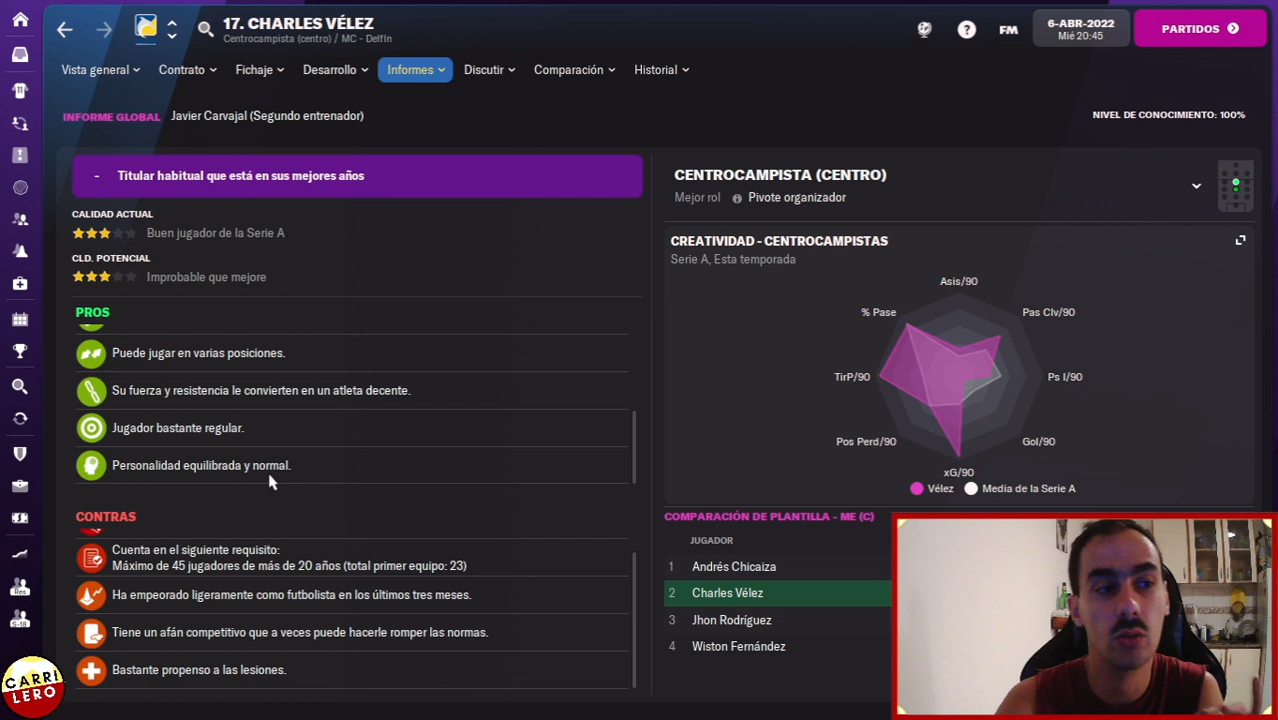 17. CHARLES VÉLEZ
Centrocampista (centro) / MC - Delfín
FM
6-ABR-2022
Mié 20:45
PARTIDOS
Vista general
Contrato
Fichaje
Desarrollo
Informes
Discutir
Comparación
Historial
INFORME GLOBAL
Javier Carvajal (Segundo entrenador)
NIVEL DE CONOCIMIENTO: 100%
- Titular habitual que está en sus mejores años
CALIDAD ACTUAL
Buen jugador de la Serie A
CLD. POTENCIAL
Improbable que mejore
PROS
Puede jugar en varias posiciones.
Su fuerza y resistencia le convierten en un atleta decente.
Jugador bastante regular.
Personalidad equilibrada y normal.
CONTRAS
Cuenta en el siguiente requisito:
Máximo de 45 jugadores de más de 20 años (total primer equipo: 23)
Ha empeorado ligeramente como futbolista en los últimos tres meses.
Tiene un afán competitivo que a veces puede hacerle romper las normas.
Bastante propenso a las lesiones.
CENTROCAMPISTA (CENTRO)
Mejor rol
Pivote organizador
CREATIVIDAD - CENTROCAMPISTAS
Serie A, Esta temporada
Asis/90
% Pase
Pas Clv/90
TirP/90
Ps I/90
Pos Perd/90
Gol/90
xG/90
Vélez
Media de la Serie A
COMPARACIÓN DE PLANTILLA - ME (C)
JUGADOR
1 Andrés Chicaiza
2 Charles Vélez
3 Jhon Rodríguez
4 Wiston Fernández
Res
S-18
CARRI
LERO